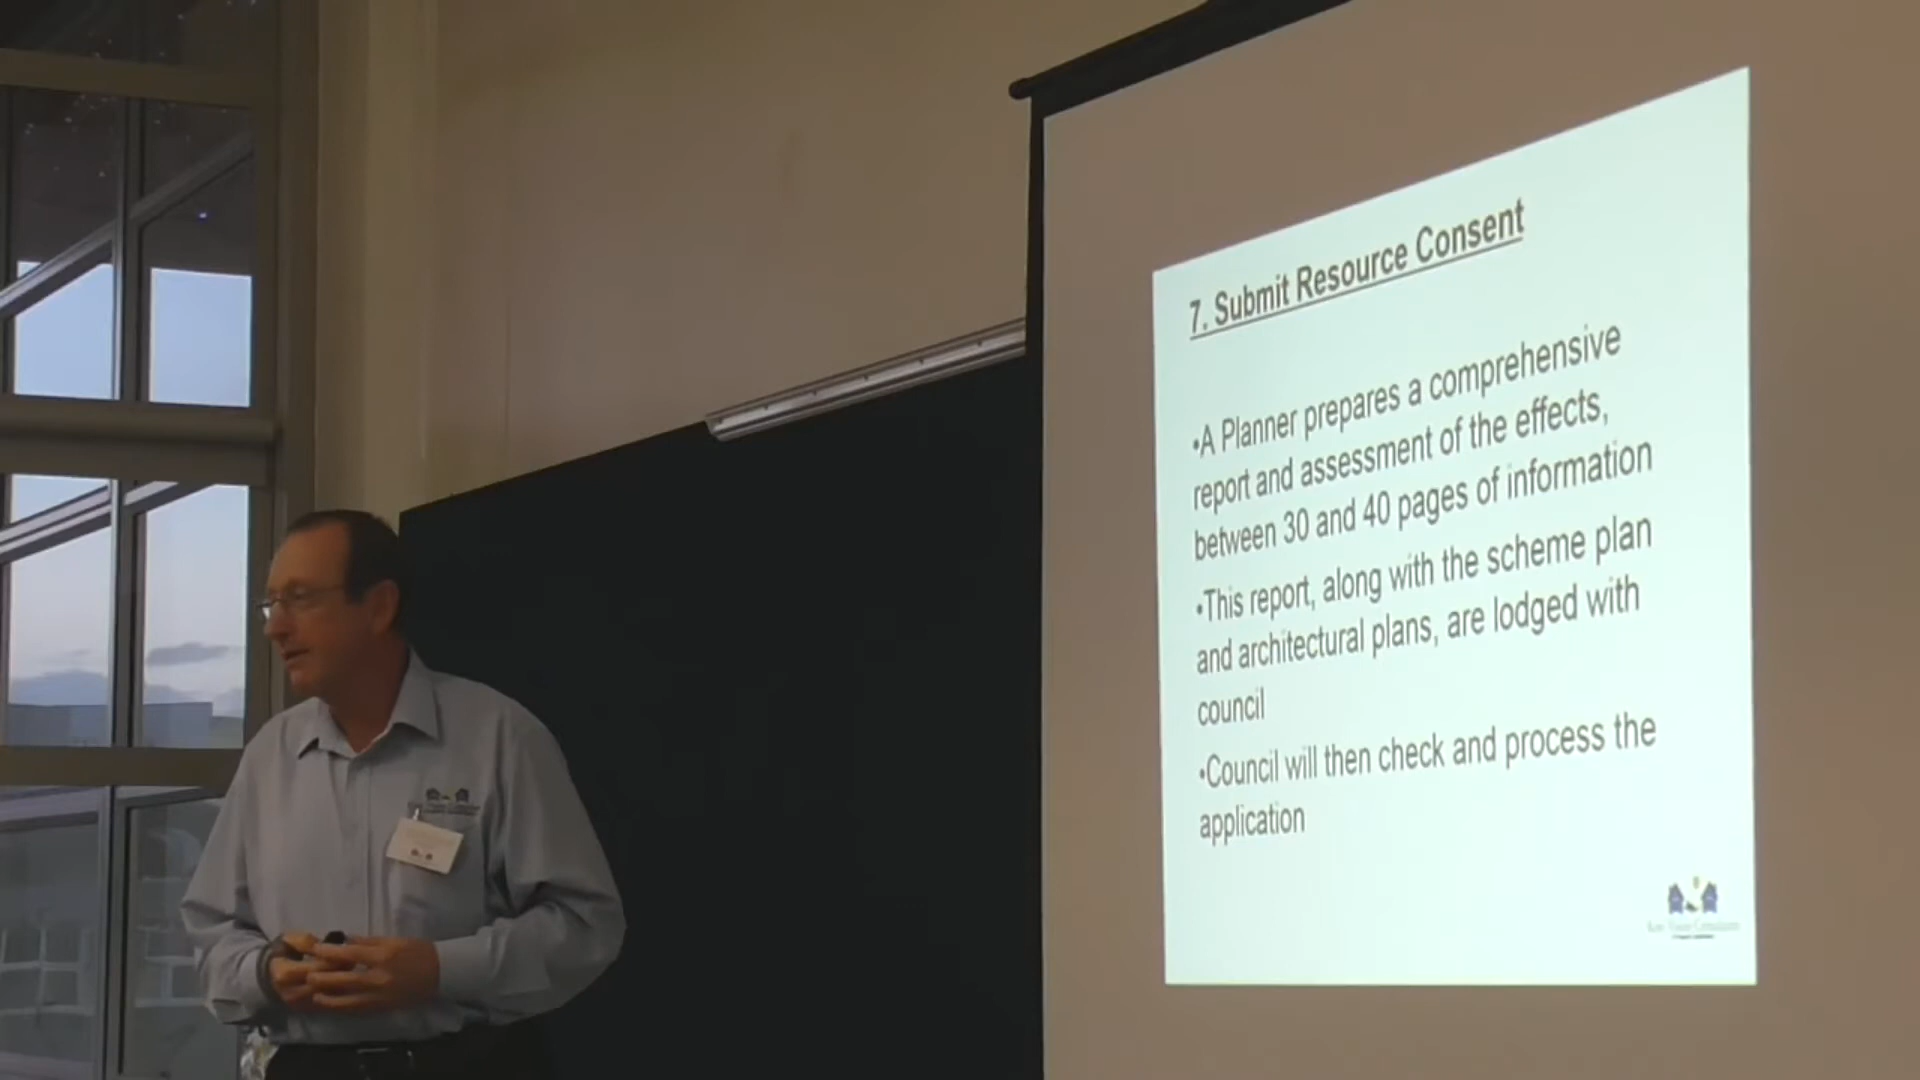 7. Submit Resource Consent
•A Planner prepares a comprehensive
report and assessment of the effects,
between 30 and 40 pages of information
•This report, along with the scheme plan
and architectural plans, are lodged with
council
•Council will then check and process the
application